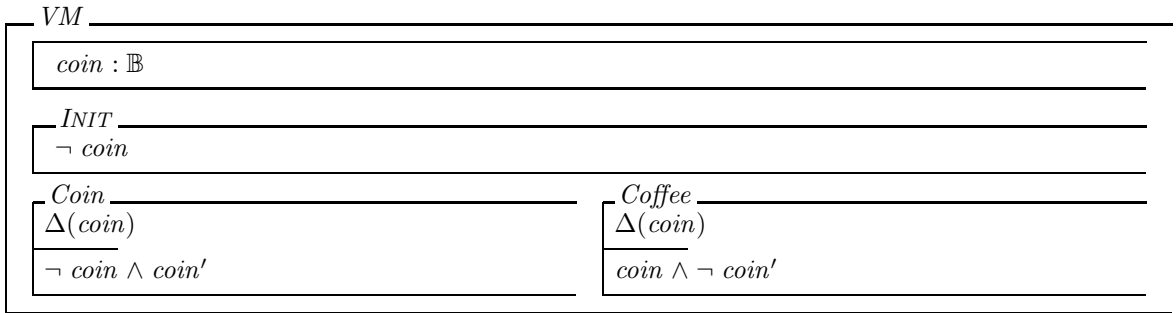 VM
coin : 𝔹
INIT
¬ coin
Coin
Δ(coin)
¬ coin ∧ coin′
Coffee
Δ(coin)
coin ∧ ¬ coin′